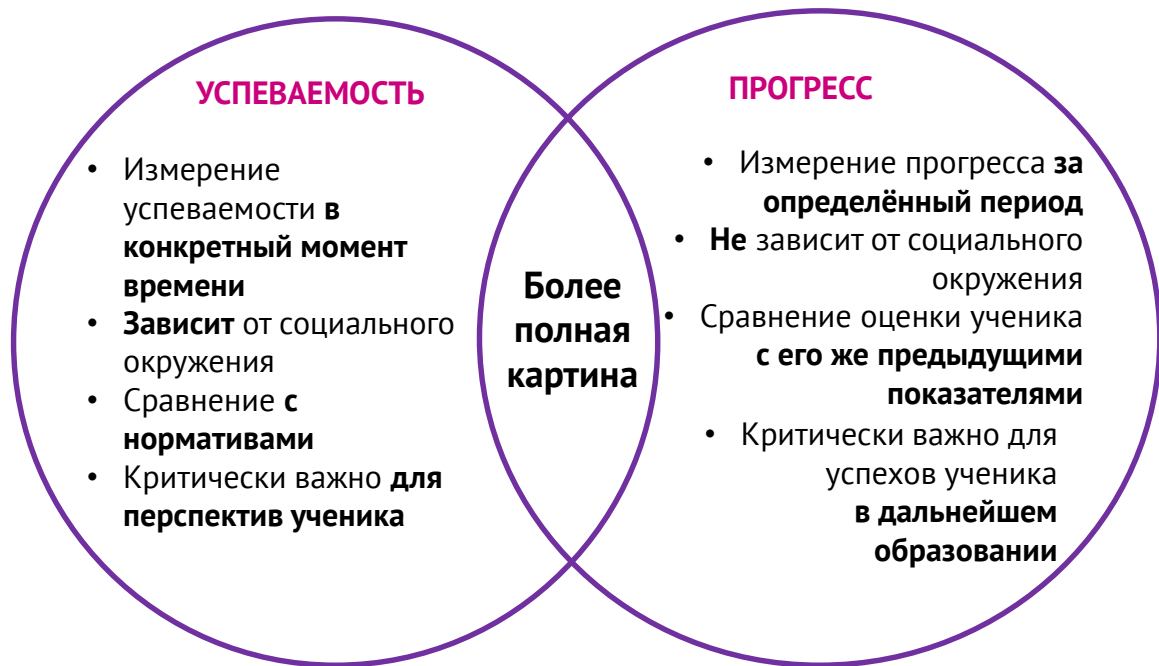 УСПЕВАЕМОСТЬ
• Измерение
успеваемости в
конкретный момент
времени
• Зависит от социального
окружения
• Сравнение с
нормативами
• Критически важно для
перспектив ученика
Более
полная
картина
ПРОГРЕСС
• Измерение прогресса за
определённый период
• Не зависит от социального
окружения
• Сравнение оценки ученика
с его же предыдущими
показателями
• Критически важно для
успехов ученика
в дальнейшем
образовании